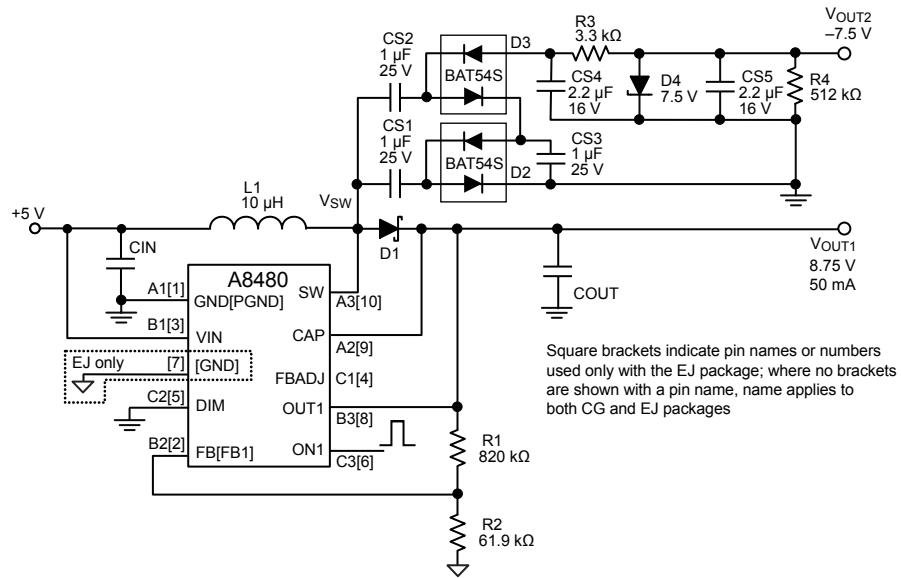 CS2
1 µF
25 V
D3
BAT54S
R3
3.3 kΩ
VOUT2
–7.5 V
CS4
2.2 µF
16 V
D4
7.5 V
CS5
2.2 µF
16 V
R4
512 kΩ
CS1
1 µF
25 V
BAT54S
D2
CS3
1 µF
25 V
L1
10 µH
VSW
+5 V
CIN
D1
VOUT1
8.75 V
50 mA
COUT
A8480
A1[1]
GND[PGND]
SW
A3[10]
B1[3]
VIN
CAP
A2[9]
EJ only
[7]
[GND]
FBADJ
C1[4]
C2[5]
DIM
OUT1
B3[8]
B2[2]
FB[FB1]
ON1
C3[6]
R1
820 kΩ
R2
61.9 kΩ
Square brackets indicate pin names or numbers
used only with the EJ package; where no brackets
are shown with a pin name, name applies to
both CG and EJ packages